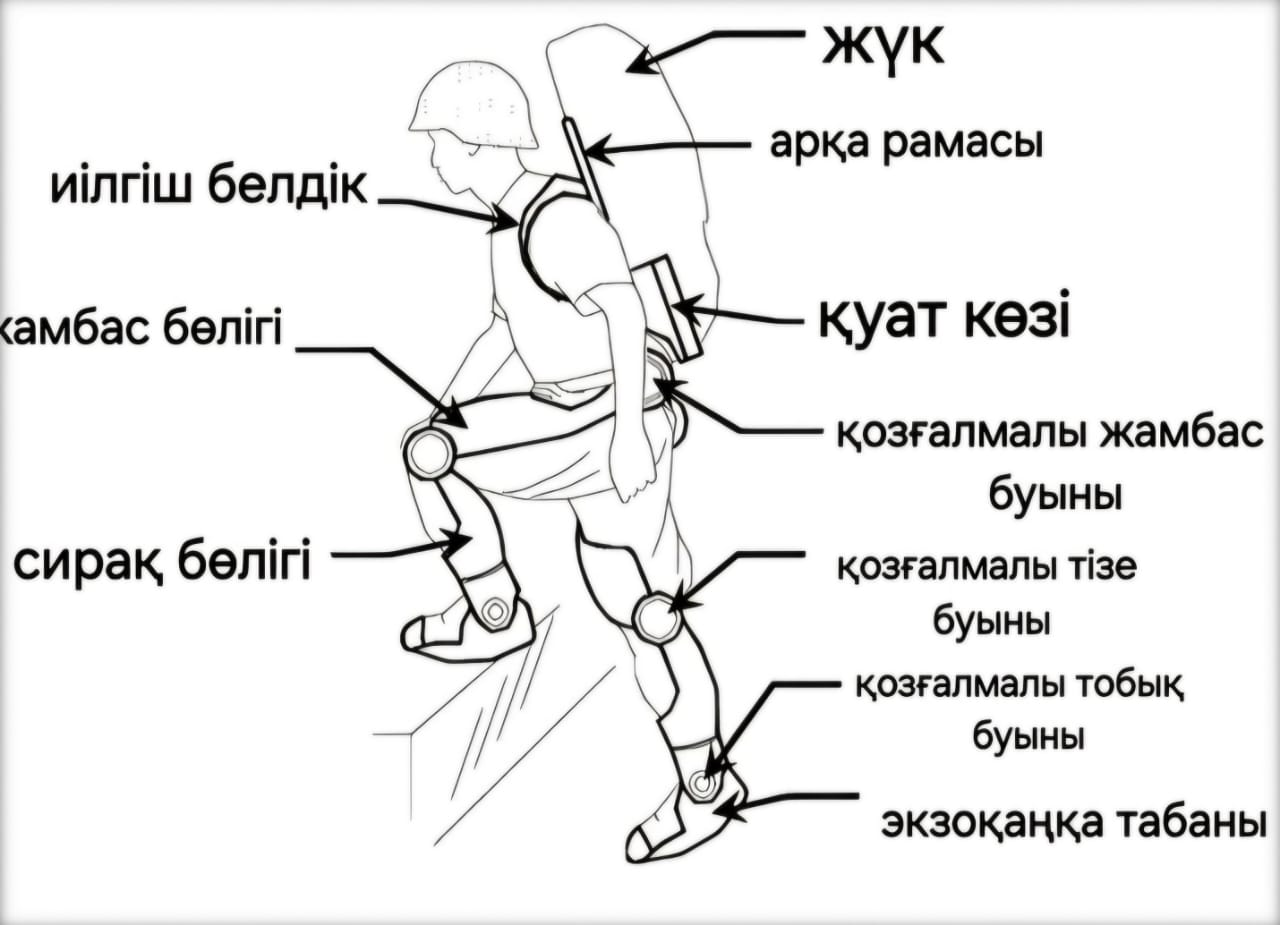 жүк
арқа рамасы
иілгіш белдік
қуат көзі
жамбас бөлігі
қозғалмалы жамбас
буыны
сирақ бөлігі
қозғалмалы тізе
буыны
қозғалмалы тобық
буыны
экзоқаңқа табаны